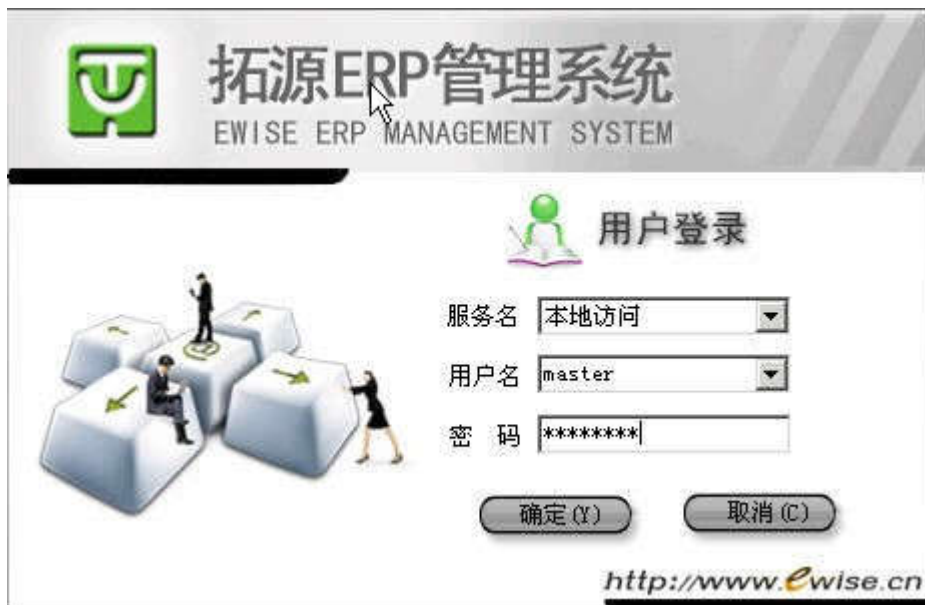 拓源ERP管理系统
EWISE ERP MANAGEMENT SYSTEM
用户登录
服务名 本地访问
用户名 master
密 码 ********
确定(Y) 取消(C)
http://www.ewise.cn